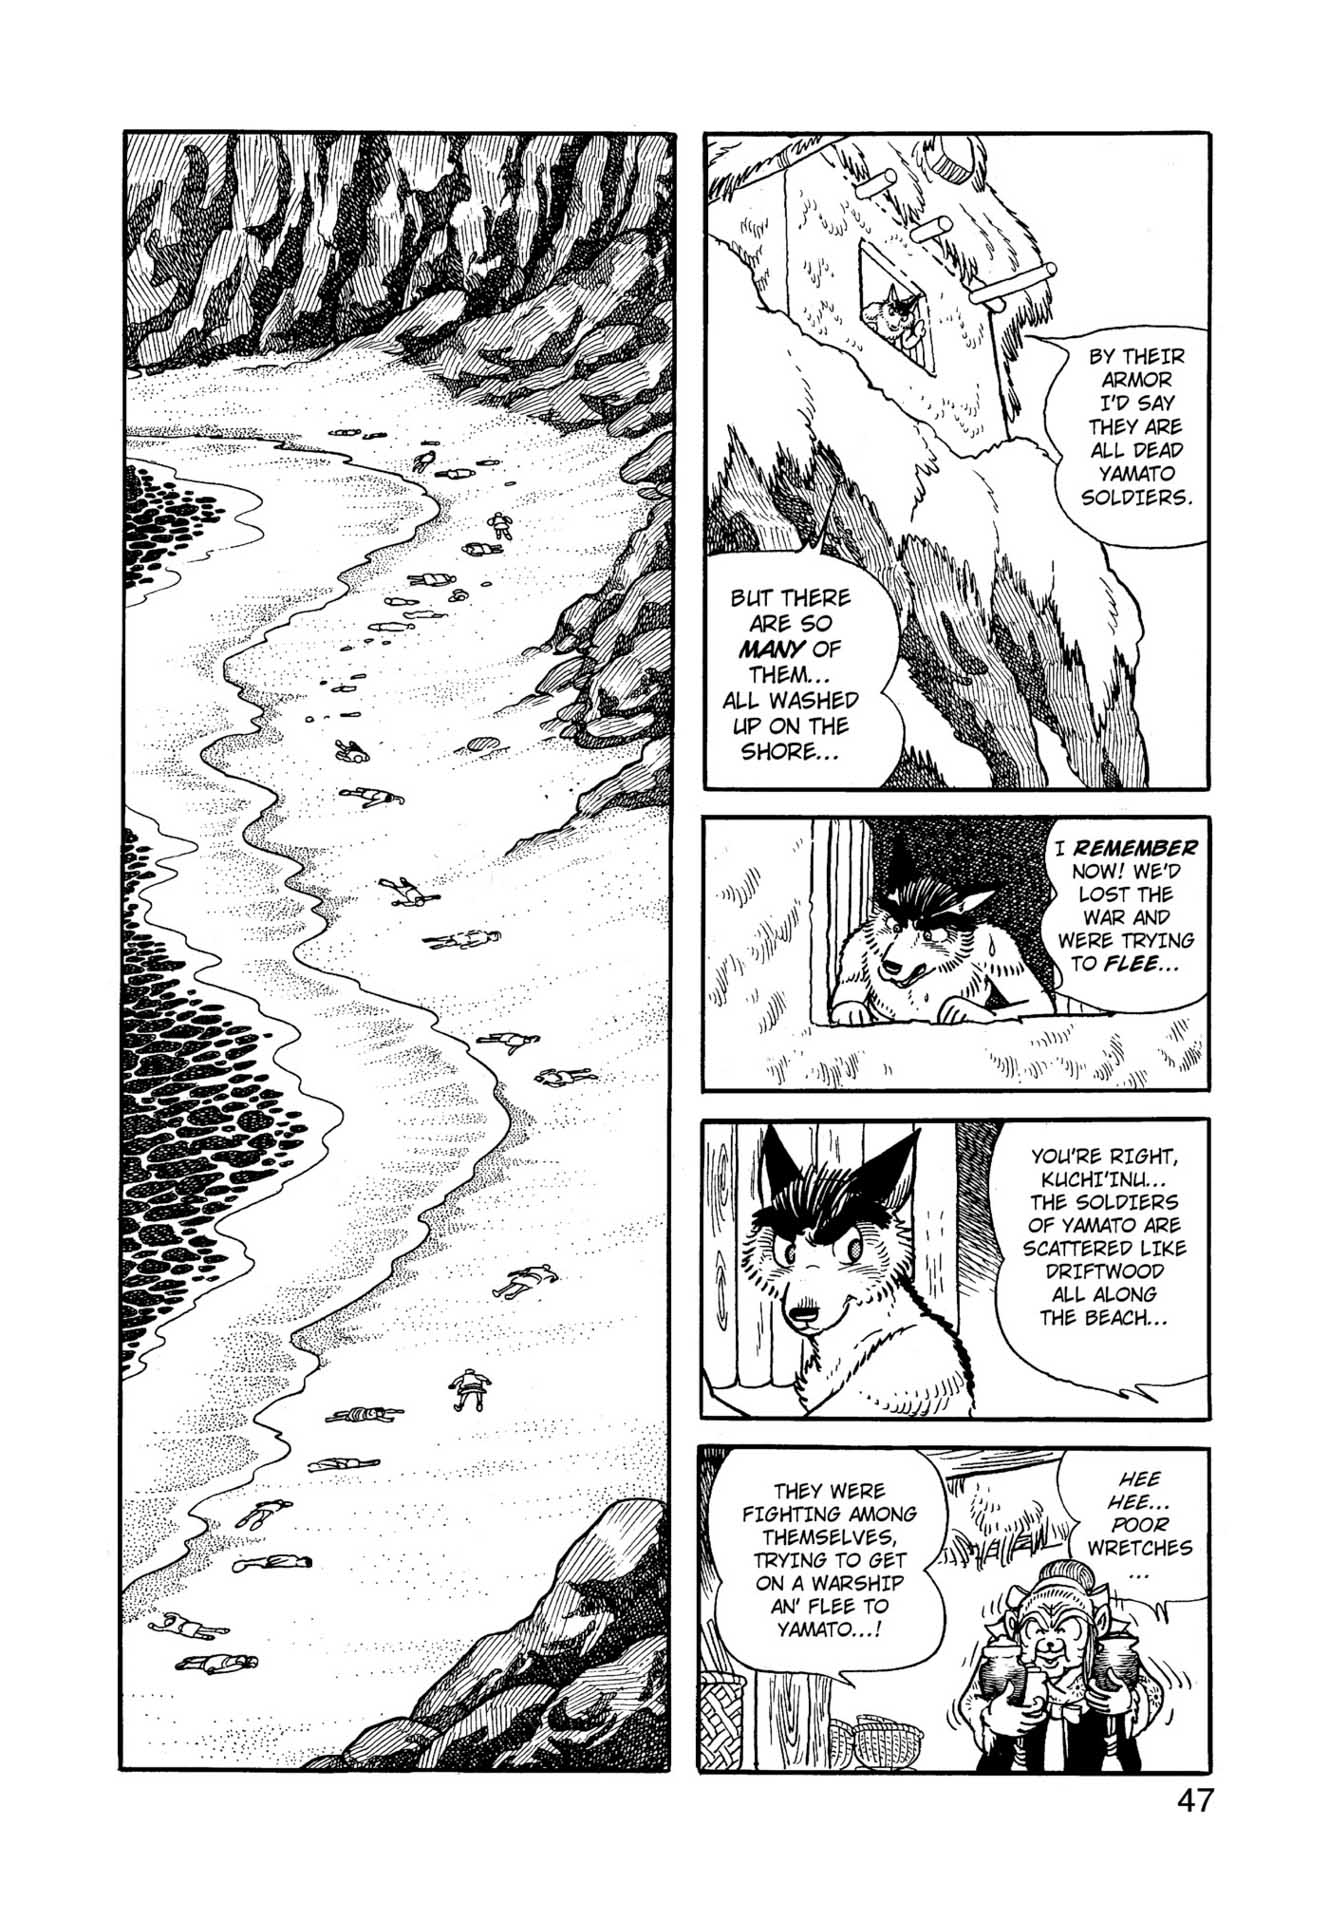 BY THEIR
ARMOR
I'D SAY
THEY ARE
ALL DEAD
YAMATO
SOLDIERS.
BUT THERE
ARE SO
MANY OF
THEM...
ALL WASHED
UP ON THE
SHORE...
I REMEMBER
NOW! WE'D
LOST THE
WAR AND
WERE TRYING
TO FLEE...
YOU'RE RIGHT,
KUCHI'INU...
THE SOLDIERS
OF YAMATO ARE
SCATTERED LIKE
DRIFTWOOD
ALL ALONG
THE BEACH...
HEE
HEE...
POOR
WRETCHES
...
THEY WERE
FIGHTING AMONG
THEMSELVES,
TRYING TO GET
ON A WARSHIP
AN' FLEE TO
YAMATO...!
47